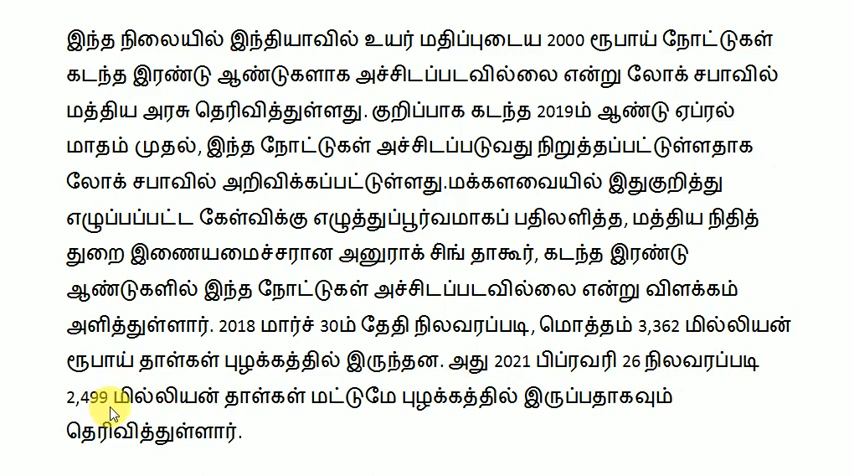 இந்த நிலையில் இந்தியாவில் உயர் மதிப்புடைய 2000 ரூபாய் நோட்டுகள்
கடந்த இரண்டு ஆண்டுகளாக அச்சிடப்படவில்லை என்று லோக் சபாவில்
மத்திய அரசு தெரிவித்துள்ளது. குறிப்பாக கடந்த 2019ம் ஆண்டு ஏப்ரல்
மாதம் முதல், இந்த நோட்டுகள் அச்சிடப்படுவது நிறுத்தப்பட்டுள்ளதாக
லோக் சபாவில் அறிவிக்கப்பட்டுள்ளது.மக்களவையில் இதுகுறித்து
எழுப்பப்பட்ட கேள்விக்கு எழுத்துப்பூர்வமாகப் பதிலளித்த, மத்திய நிதித்
துறை இணையமைச்சரான அனுராக் சிங் தாகூர், கடந்த இரண்டு
ஆண்டுகளில் இந்த நோட்டுகள் அச்சிடப்படவில்லை என்று விளக்கம்
அளித்துள்ளார். 2018 மார்ச் 30ம் தேதி நிலவரப்படி, மொத்தம் 3,362 மில்லியன்
ரூபாய் தாள்கள் புழக்கத்தில் இருந்தன. அது 2021 பிப்ரவரி 26 நிலவரப்படி
2,499 மில்லியன் தாள்கள் மட்டுமே புழக்கத்தில் இருப்பதாகவும்
தெரிவித்துள்ளார்.